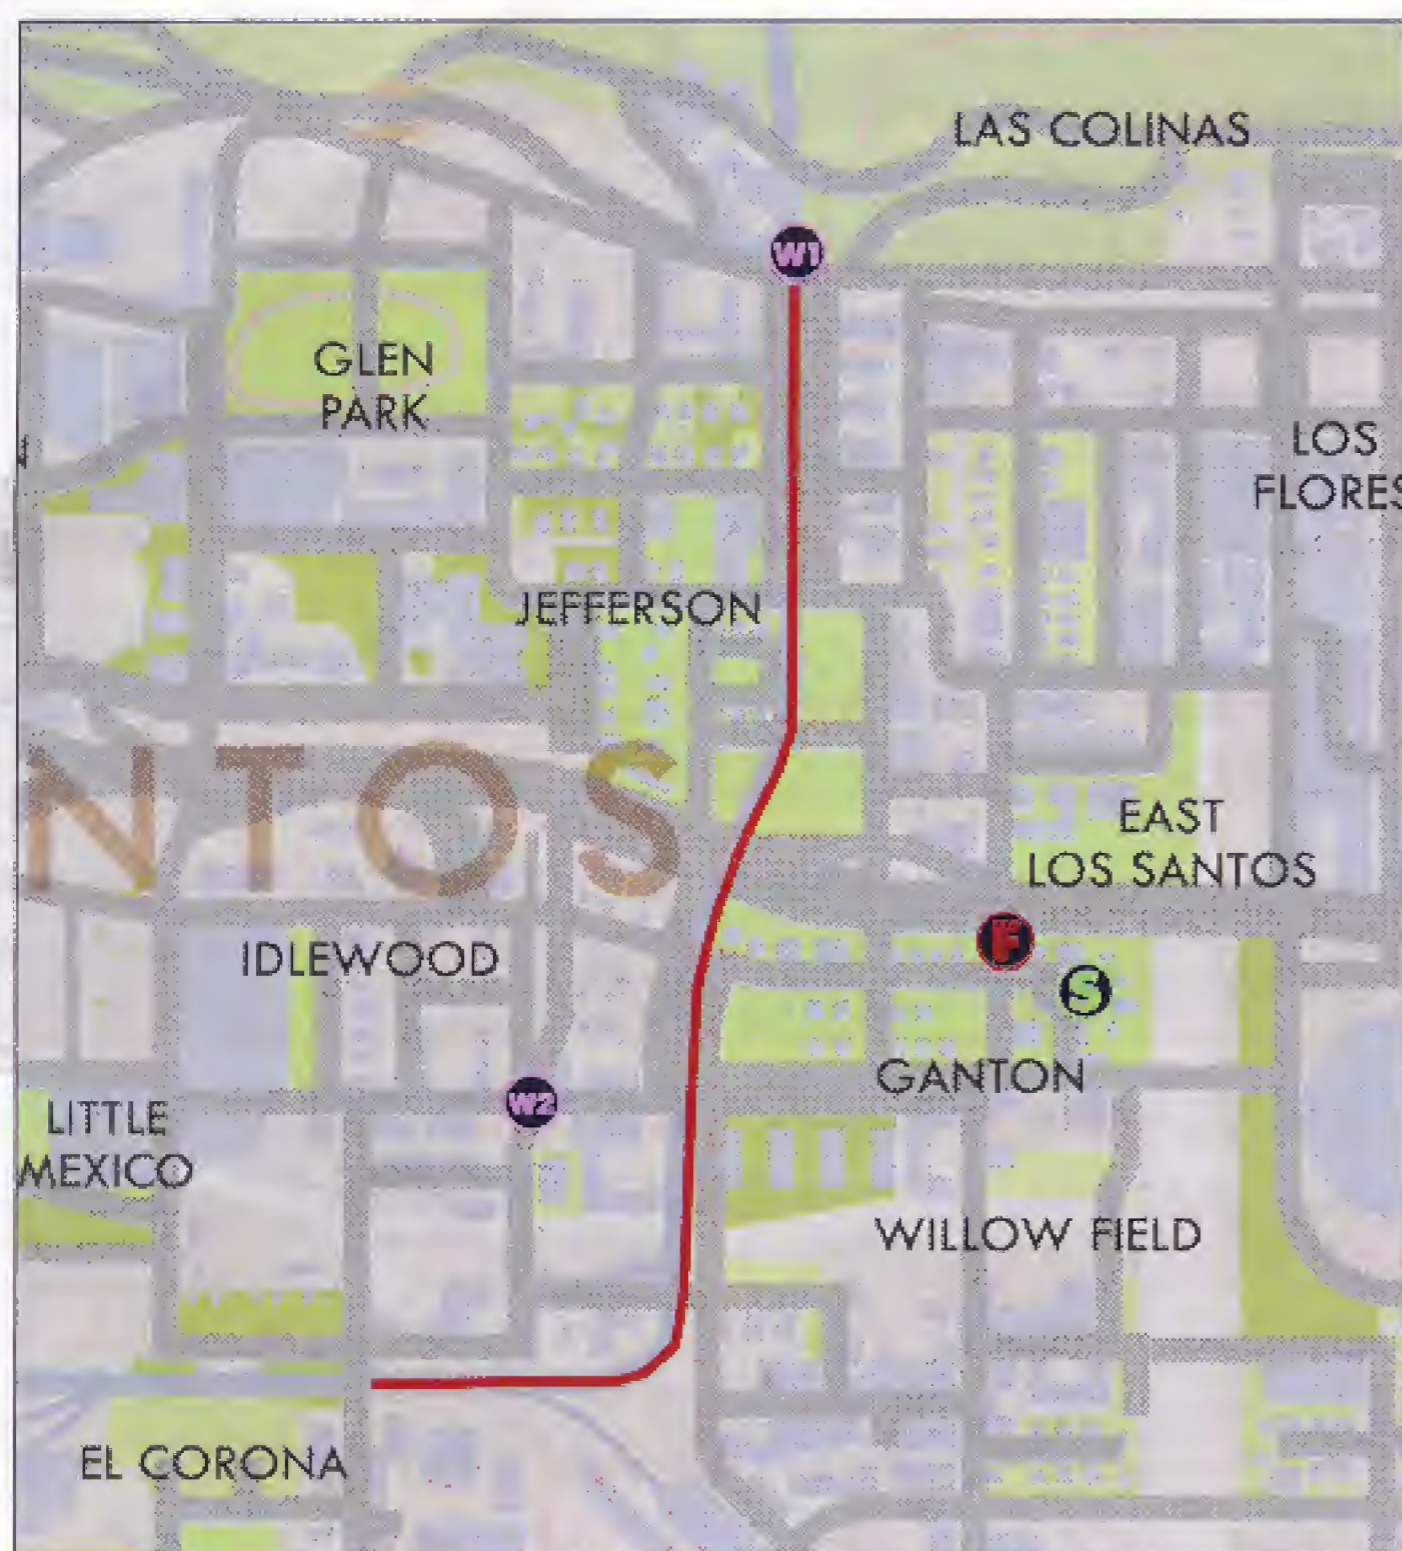 LAS COLINAS
W1
GLEN
PARK
LOS
FLORES
JEFFERSON
NTOS
EAST
LOS SANTOS
F
IDLEWOOD
S
GANTON
W2
LITTLE
MEXICO
WILLOW FIELD
EL CORONA